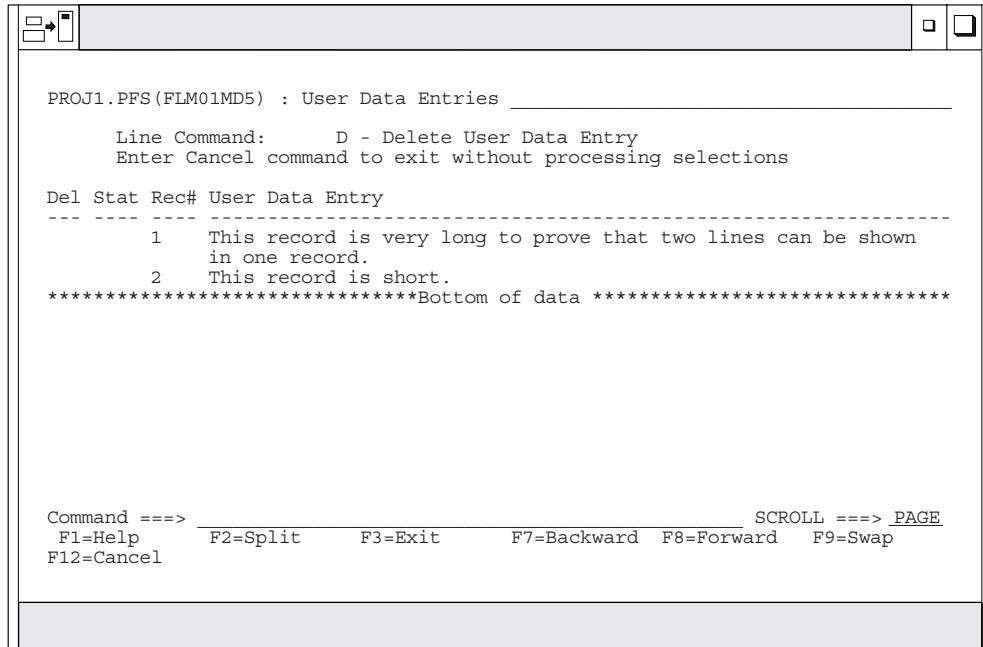 PROJ1.PFS(FLM01MD5) : User Data Entries ______________________________________
Line Command:      D - Delete User Data Entry
Enter Cancel command to exit without processing selections
Del Stat Rec# User Data Entry
--- ---- ---- ----------------------------------------------------------------
1    This record is very long to prove that two lines can be shown
in one record.
2    This record is short.
********************************Bottom of data *******************************
Command ===> _______________________________________________ SCROLL ===> PAGE
F1=Help      F2=Split     F3=Exit      F7=Backward  F8=Forward   F9=Swap
F12=Cancel